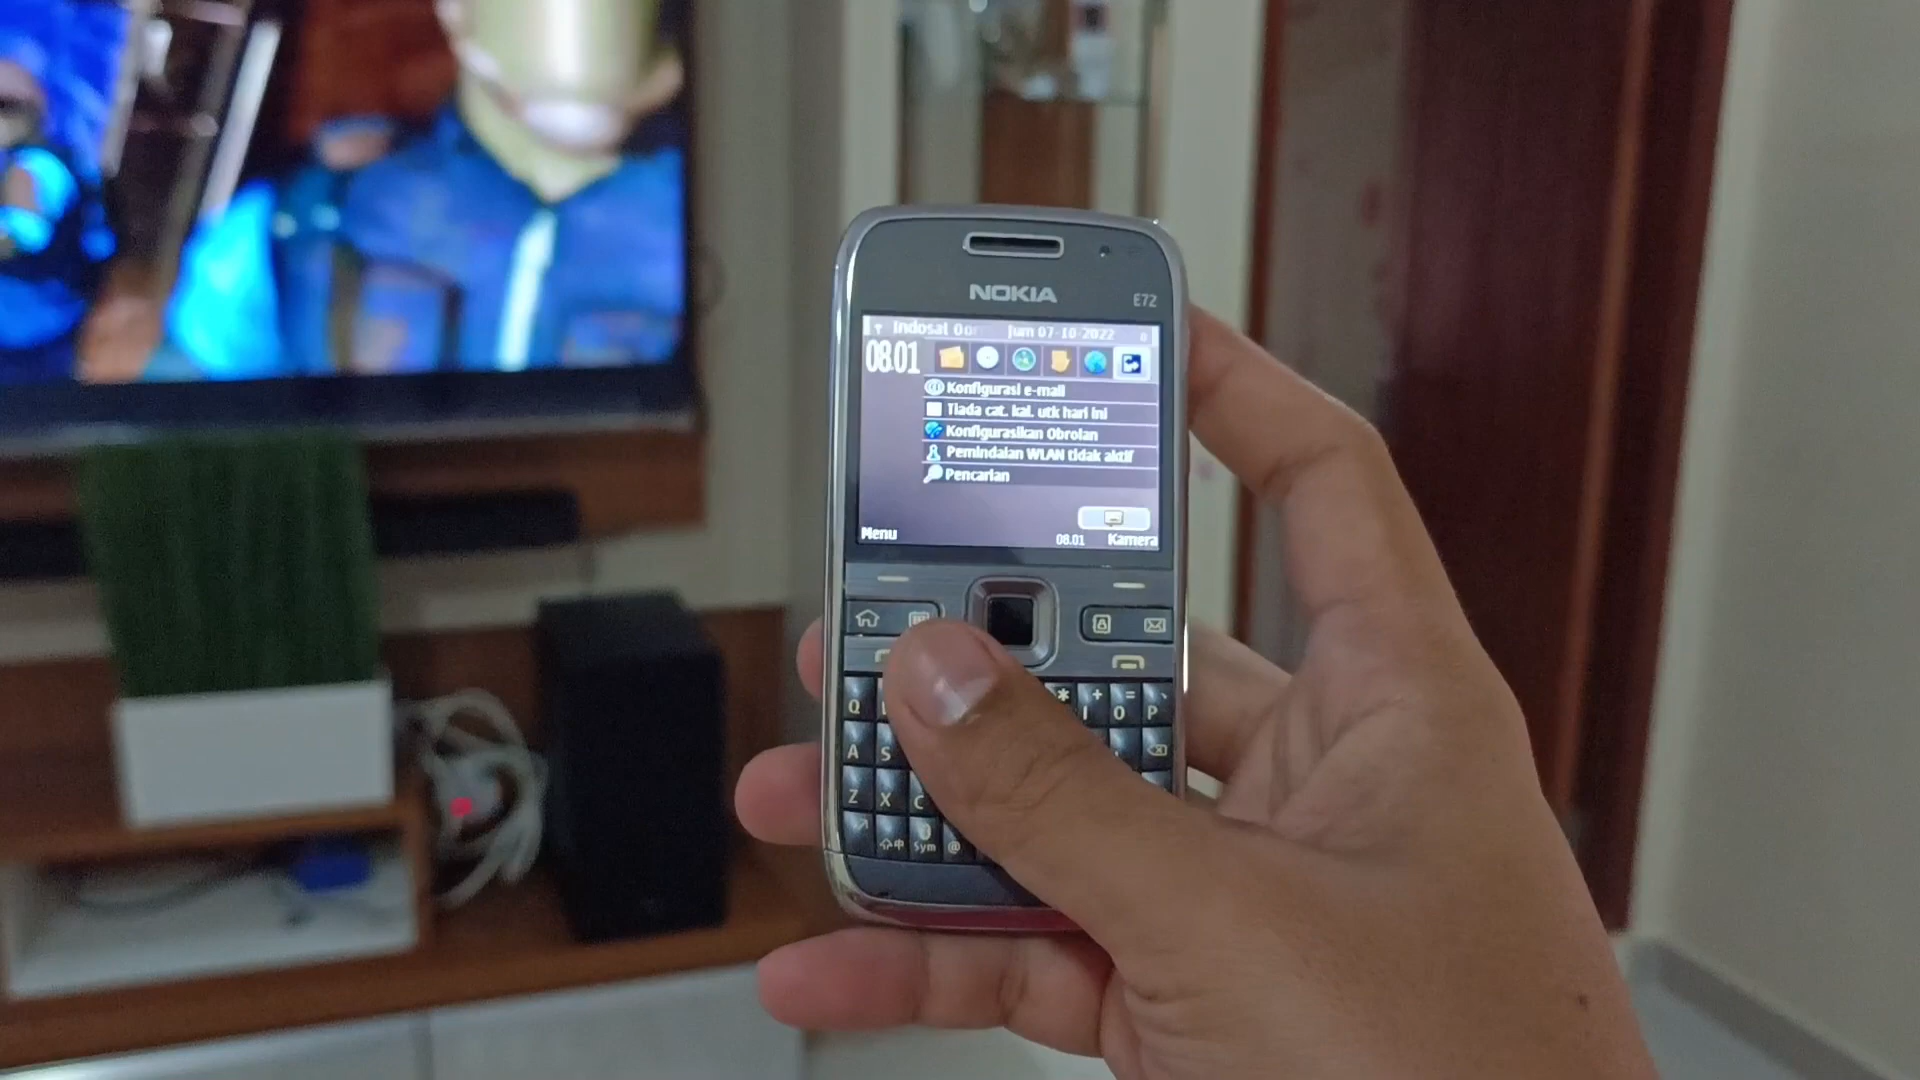 NOKIA
E72
Indosat Oor
Jum 07-10-2022
08.01
Konfigurasi e-mail
Tiada cat. kal. utk hari ini
Konfigurasikan Obrolan
Pemindaian WLAN tidak aktif
Pencarian
Menu
08.01
Kamera
* + =
Q I O P
A S
Z X C
Sym @